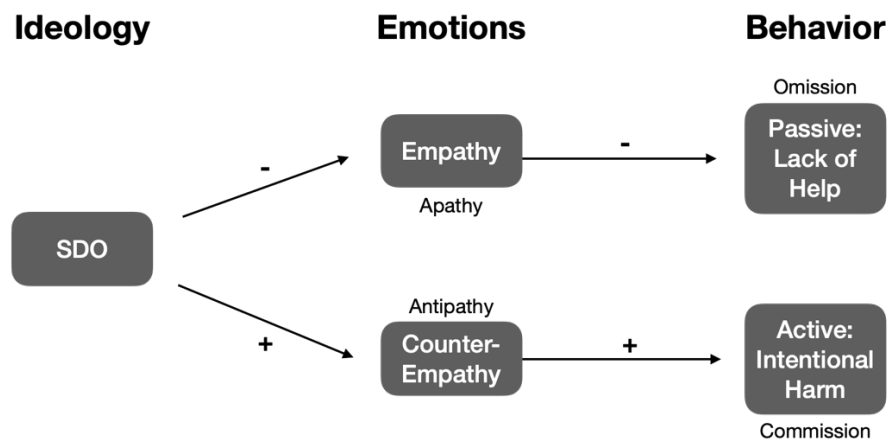 Ideology
Emotions
Behavior
Omission
Passive:
Lack of
Help
-
Empathy
-
Apathy
SDO
Antipathy
+
Counter-
Empathy
+
Active:
Intentional
Harm
Commission